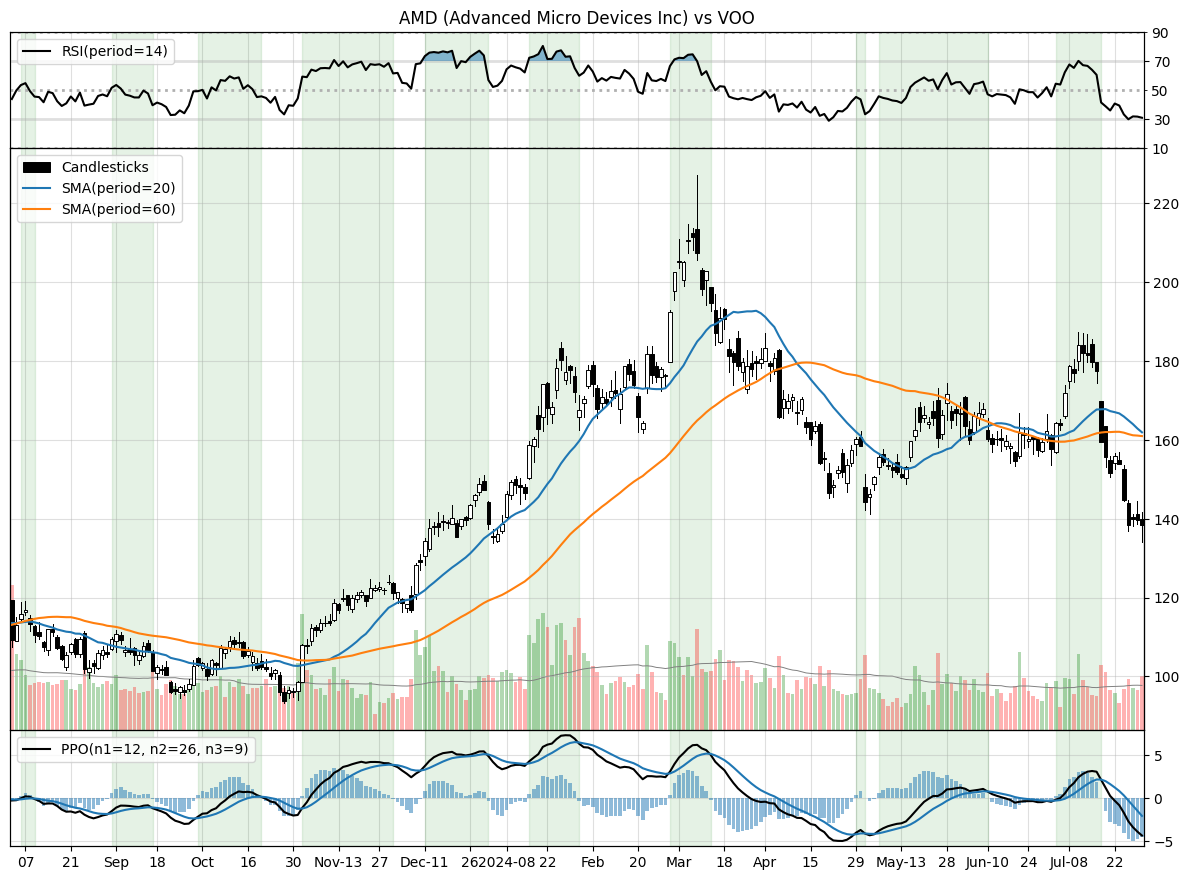 AMD (Advanced Micro Devices Inc) vs VOO
RSI(period=14)
90
70
50
30
10
Candlesticks
SMA(period=20)
SMA(period=60)
220
200
180
160
140
120
100
PPO(n1=12, n2=26, n3=9)
5
0
−5
07 21 Sep 18 Oct 16 30 Nov-13 27 Dec-11 26 2024-08 22 Feb 20 Mar 18 Apr 15 29 May-13 28 Jun-10 24 Jul-08 22